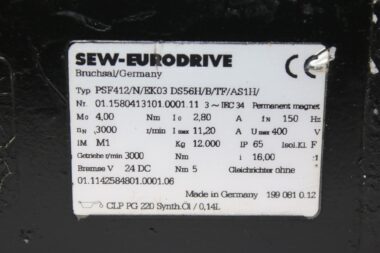 SEW-EURODRIVE
Bruchsal/Germany CE
Typ PSF412/N/EK03 DS56H/B/TF/AS1H/
Nr. 01.1580413101.0001.11 3 ~ IEC 34 Permanent magnet
Mo 4,00 Nm Io 2,80 A fN 150 Hz
nN ,3000 r/min Imax 11,20 A Umax 400 V
IM M1 Kg 12.000 IP 65 Isol.Kl. F
Getriebe r/min 3000 Nm i 16,00 :1
Bremse V 24 DC Nm 5 Gleichrichter ohne
01.1142584801.0001.06
Made in Germany 199 081 0.12
CLP PG 220 Synth.Öl / 0,14L